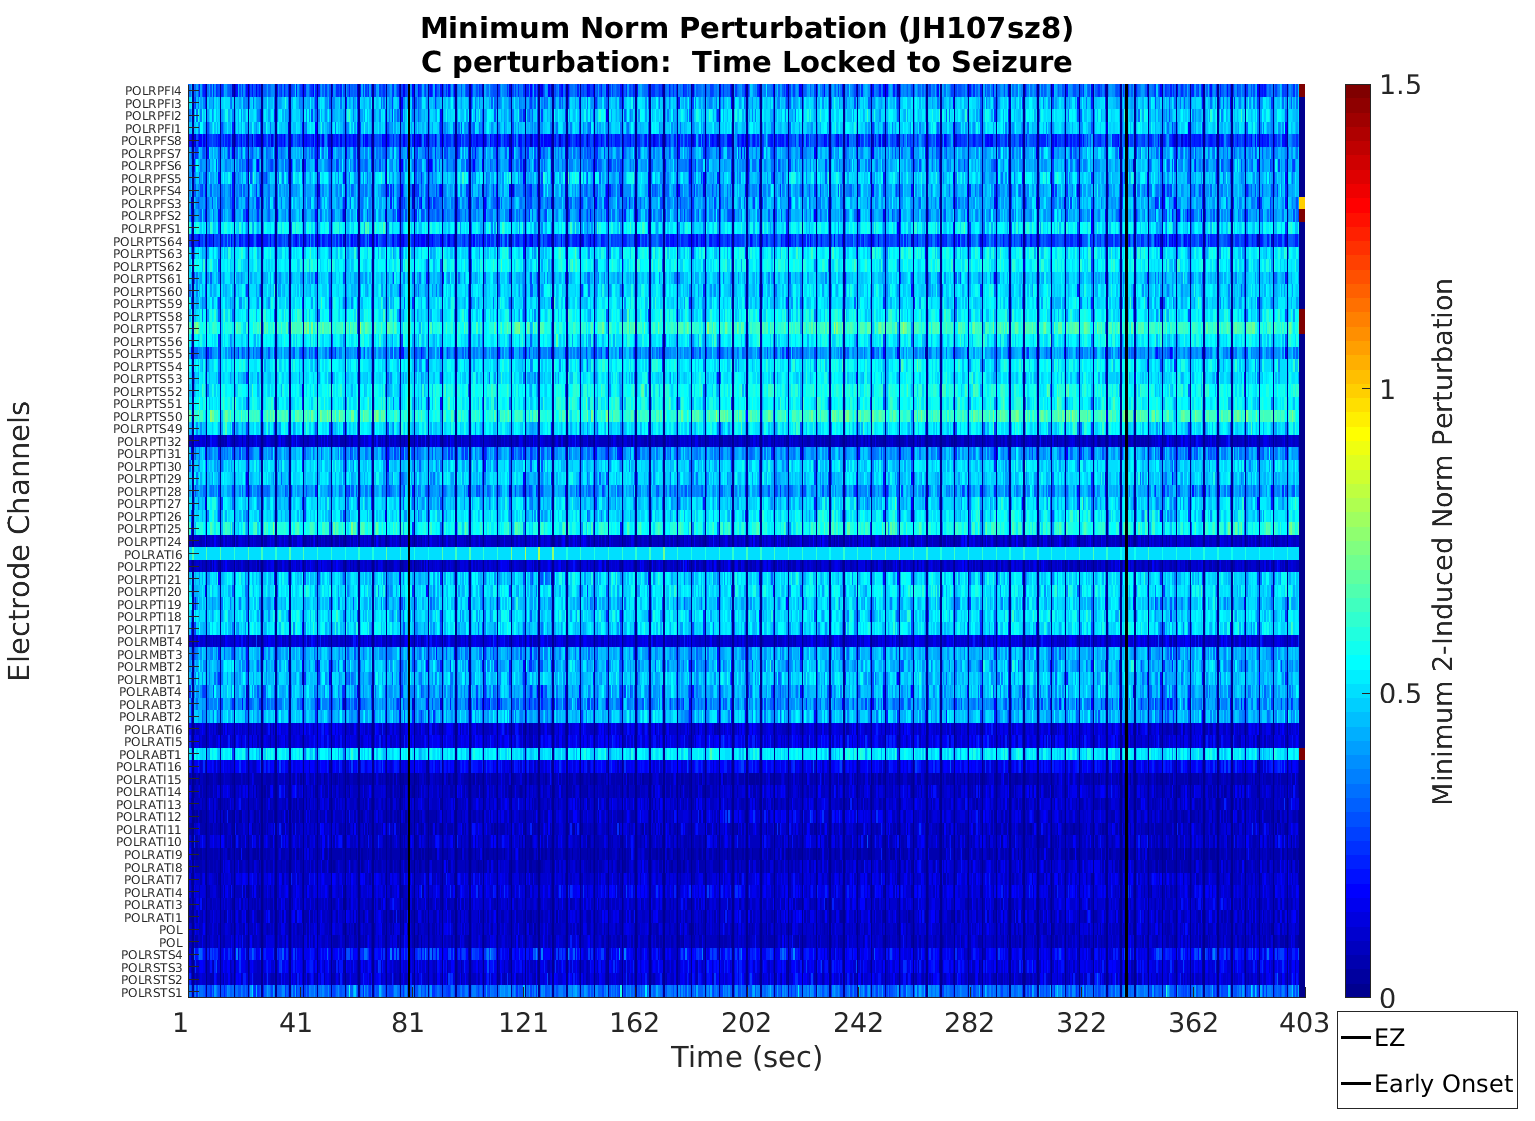 Minimum Norm Perturbation (JH107sz8)
C perturbation:  Time Locked to Seizure
Electrode Channels
POLRPFI4
POLRPFI3
POLRPFI2
POLRPFI1
POLRPFS8
POLRPFS7
POLRPFS6
POLRPFS5
POLRPFS4
POLRPFS3
POLRPFS2
POLRPFS1
POLRPTS64
POLRPTS63
POLRPTS62
POLRPTS61
POLRPTS60
POLRPTS59
POLRPTS58
POLRPTS57
POLRPTS56
POLRPTS55
POLRPTS54
POLRPTS53
POLRPTS52
POLRPTS51
POLRPTS50
POLRPTS49
POLRPTI32
POLRPTI31
POLRPTI30
POLRPTI29
POLRPTI28
POLRPTI27
POLRPTI26
POLRPTI25
POLRPTI24
POLRATI6
POLRPTI22
POLRPTI21
POLRPTI20
POLRPTI19
POLRPTI18
POLRPTI17
POLRMBT4
POLRMBT3
POLRMBT2
POLRMBT1
POLRABT4
POLRABT3
POLRABT2
POLRATI6
POLRATI5
POLRABT1
POLRATI16
POLRATI15
POLRATI14
POLRATI13
POLRATI12
POLRATI11
POLRATI10
POLRATI9
POLRATI8
POLRATI7
POLRATI4
POLRATI3
POLRATI1
POL
POL
POLRSTS4
POLRSTS3
POLRSTS2
POLRSTS1
1 41 81 121 162 202 242 282 322 362 403
Time (sec)
1.5
1
0.5
0
Minimum 2-Induced Norm Perturbation
EZ
Early Onset